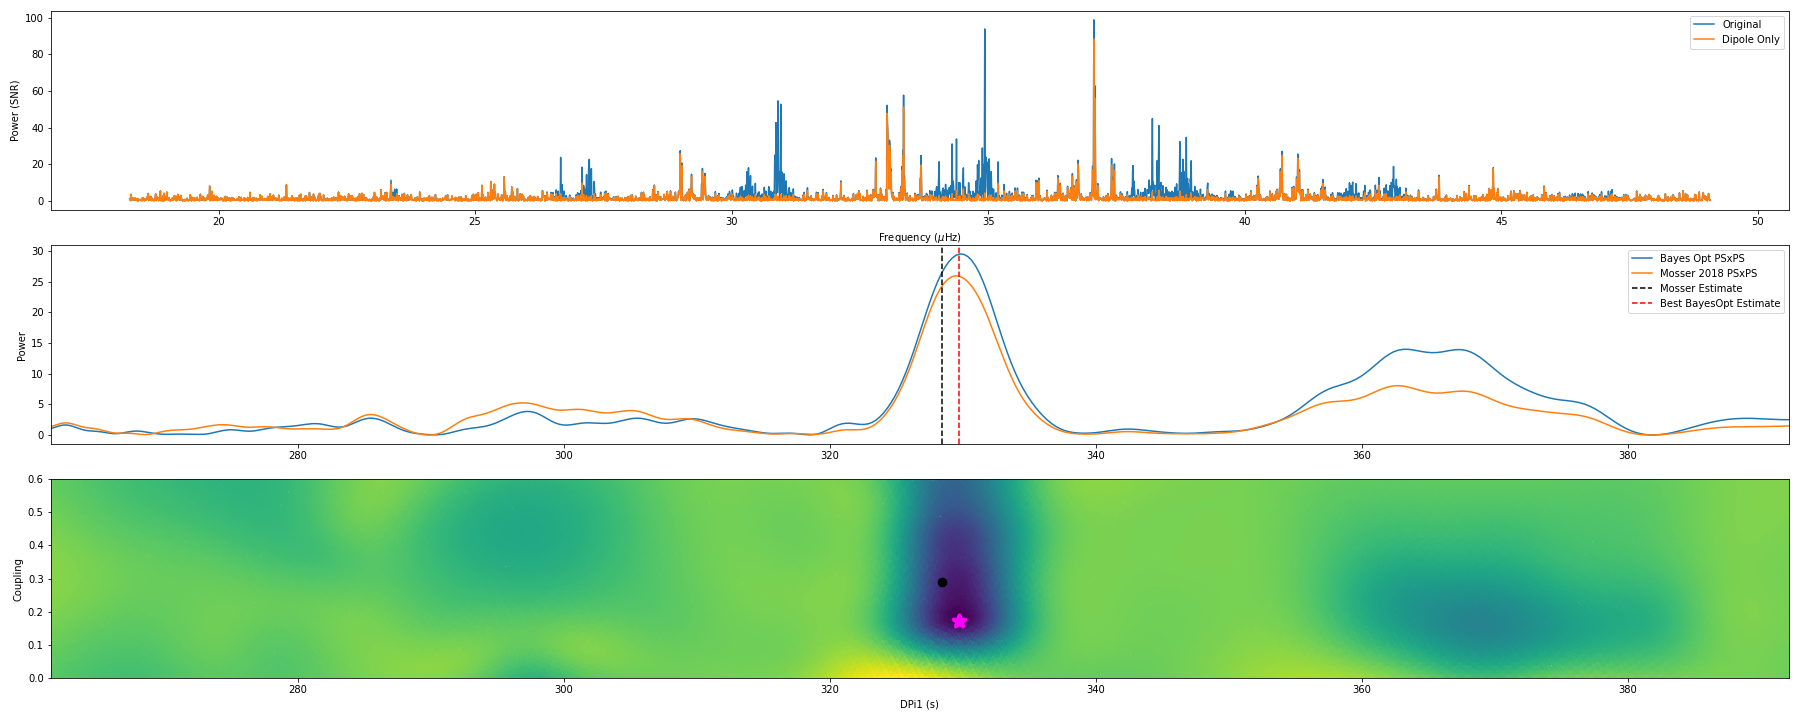 100
80
60
40
20
0
Power (SNR)
Original
Dipole Only
20 25 30 35 40 45 50
Frequency (μHz)
30
25
20
15
10
5
0
Power
Bayes Opt PSxPS
Mosser 2018 PSxPS
Mosser Estimate
Best BayesOpt Estimate
280 300 320 340 360 380
0.6
0.5
0.4
0.3
0.2
0.1
0.0
Coupling
280 300 320 340 360 380
DPi1 (s)